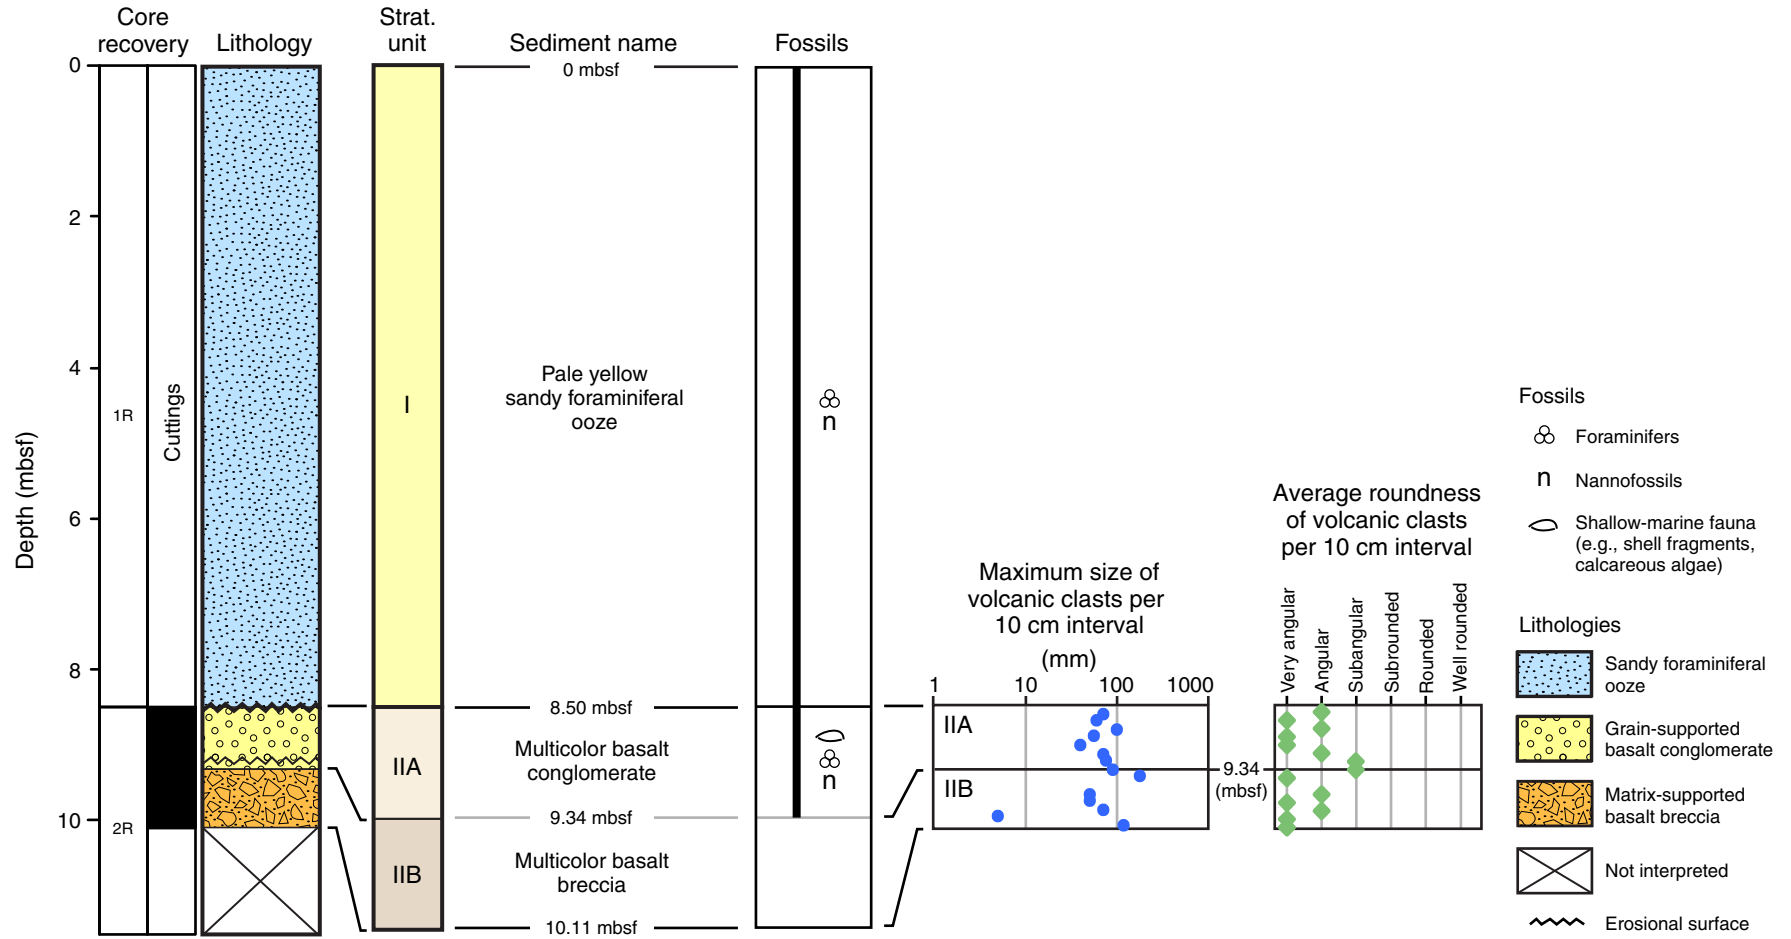 Core
recovery
Lithology
Strat.
unit
Sediment name
Fossils
Depth (mbsf)
0
2
4
6
8
10
1R
2R
Cuttings
I
IIA
IIB
0 mbsf
Pale yellow
sandy foraminiferal
ooze
8.50 mbsf
Multicolor basalt
conglomerate
9.34 mbsf
Multicolor basalt
breccia
10.11 mbsf
n
n
Maximum size of
volcanic clasts per
10 cm interval
(mm)
1
10
100
1000
IIA
IIB
9.34
(mbsf)
Average roundness
of volcanic clasts
per 10 cm interval
Very angular
Angular
Subangular
Subrounded
Rounded
Well rounded
Fossils
Foraminifers
n Nannofossils
Shallow-marine fauna
(e.g., shell fragments,
calcareous algae)
Lithologies
Sandy foraminiferal
ooze
Grain-supported
basalt conglomerate
Matrix-supported
basalt breccia
Not interpreted
Erosional surface